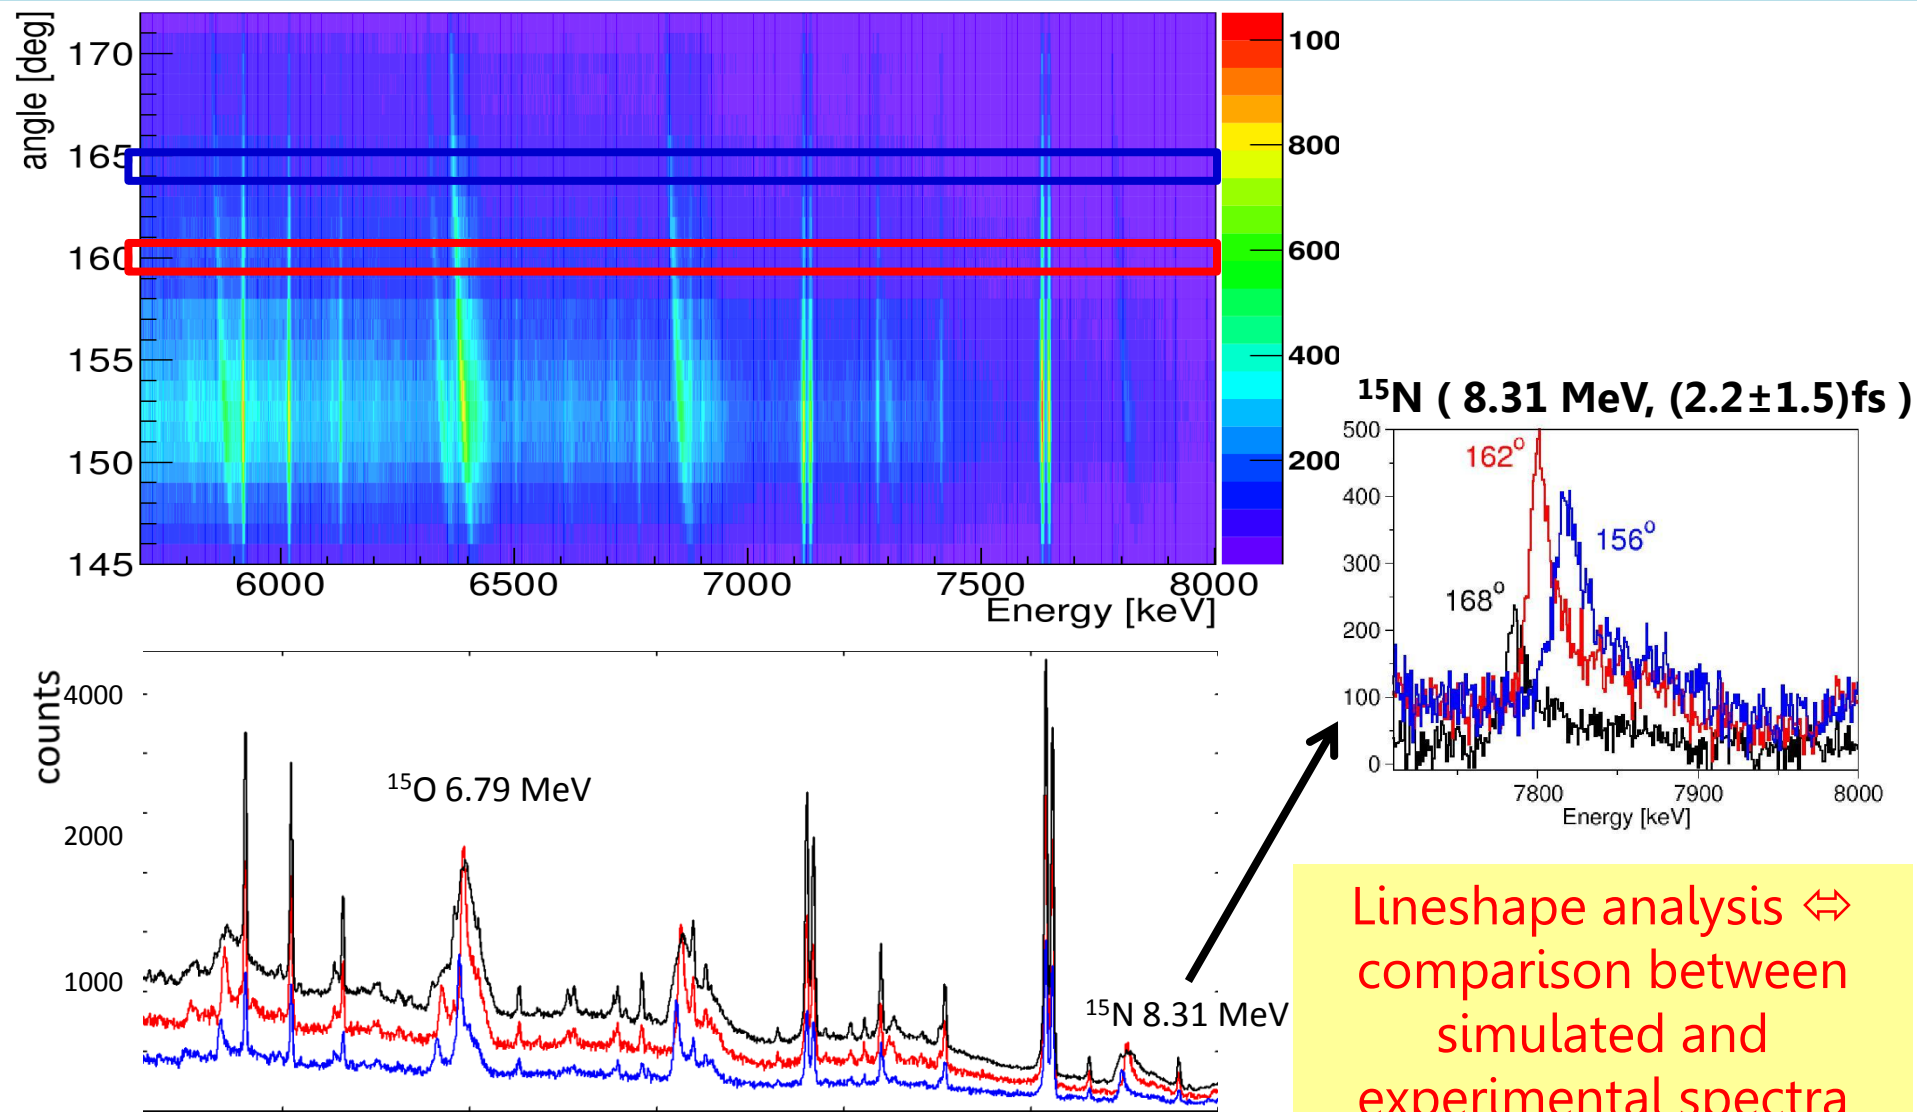 angle [deg]
170
165
160
155
150
145
6000
6500
7000
7500
8000
Energy [keV]
100
800
600
400
200
¹⁵N ( 8.31 MeV, (2.2±1.5)fs )
500
400
300
200
100
0
162°
156°
168°
7800
7900
8000
Energy [keV]
counts
4000
2000
1000
¹⁵O 6.79 MeV
¹⁵N 8.31 MeV
Lineshape analysis ⇔
comparison between
simulated and
experimental spectra